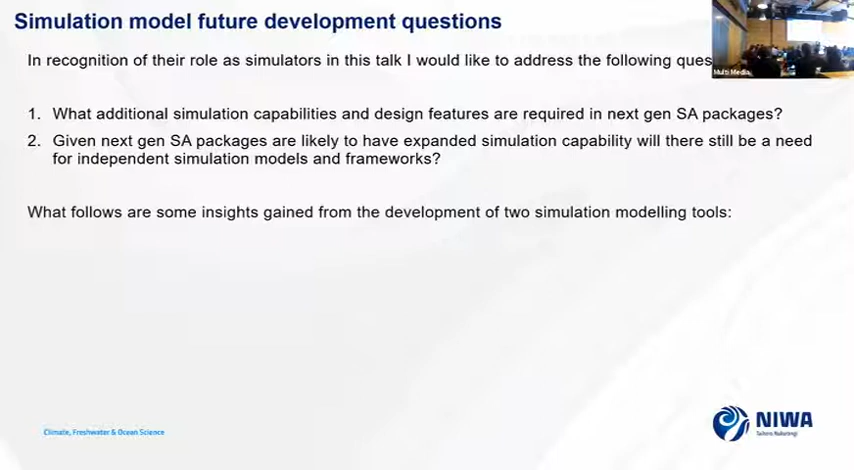 Simulation model future development questions
In recognition of their role as simulators in this talk I would like to address the following ques
1. What additional simulation capabilities and design features are required in next gen SA packages?
2. Given next gen SA packages are likely to have expanded simulation capability will there still be a need
for independent simulation models and frameworks?
What follows are some insights gained from the development of two simulation modelling tools:
Multi Media
Climate, Freshwater & Ocean Science
NIWA
Taihoro Nukurangi